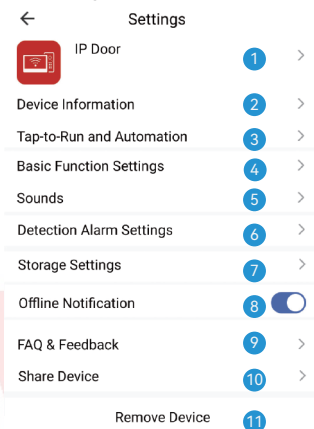 Settings
IP Door
1
Device Information 2
Tap-to-Run and Automation 3
Basic Function Settings 4
Sounds 5
Detection Alarm Settings 6
Storage Settings 7
Offline Notification 8
FAQ & Feedback 9
Share Device 10
Remove Device 11